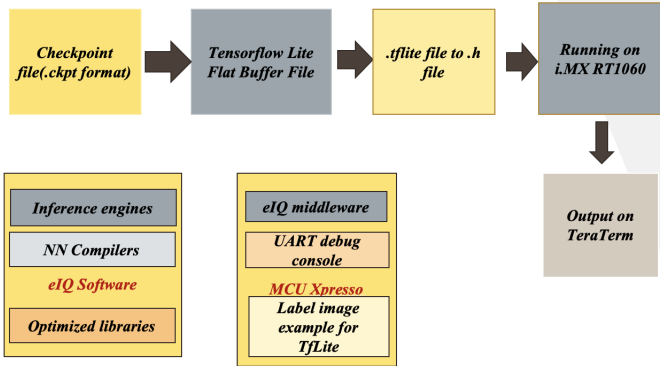 Checkpoint
file(.ckpt format)
Tensorflow Lite
Flat Buffer File
.tflite file to .h
file
Running on
i.MX RT1060
Output on
TeraTerm
Inference engines
NN Compilers
eIQ Software
Optimized libraries
eIQ middleware
UART debug
console
MCU Xpresso
Label image
example for
TfLite